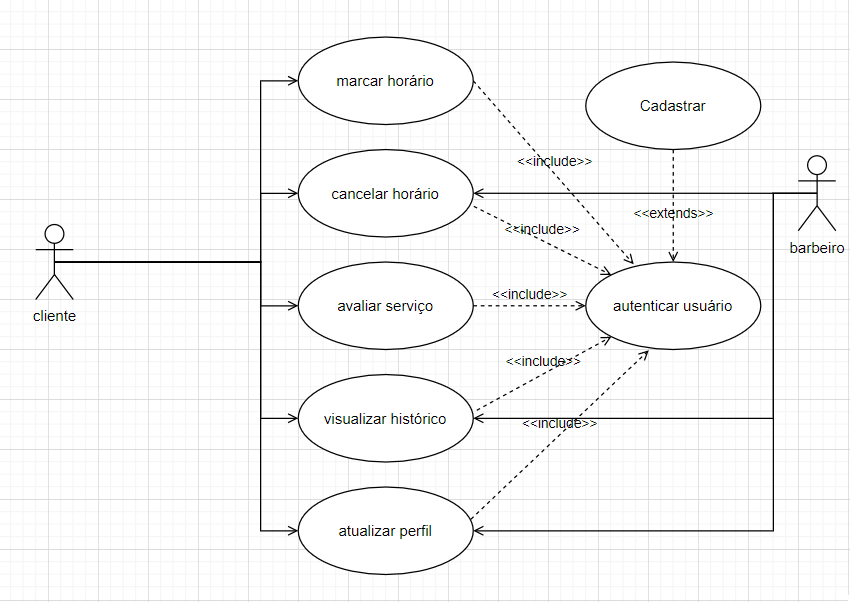 marcar horário
Cadastrar
<<include>>
cancelar horário
<<extends>>
<<include>>
barbeiro
<<include>>
avaliar serviço
autenticar usuário
cliente
<<include>>
visualizar histórico
<<include>>
atualizar perfil